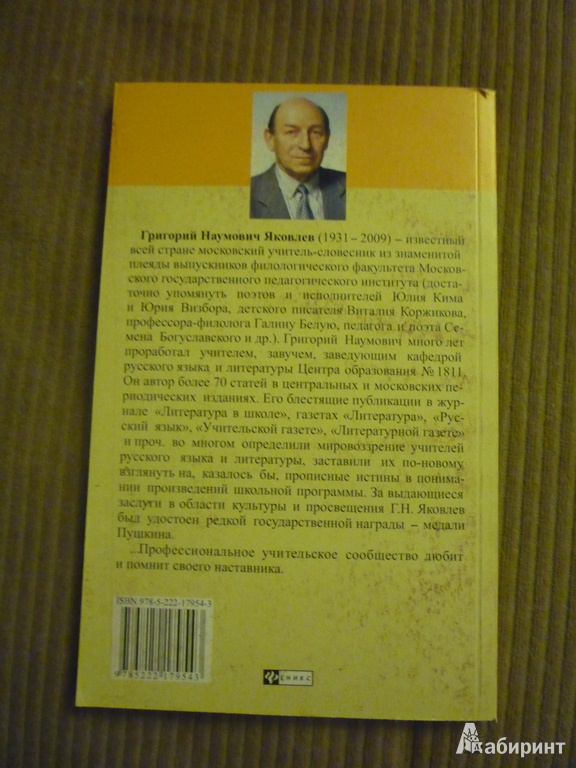 Григорий Наумович Яковлев (1931 – 2009) – известный
всей стране московский учитель-словесник из знаменитой
плеяды выпускников филологического факультета Москов-
ского государственного педагогического института (доста-
точно упомянуть поэтов и исполнителей Юлия Кима
и Юрия Визбора, детского писателя Виталия Коржикова,
профессора-филолога Галину Белую, педагога и поэта Се-
мена Богуславского и др.). Григорий Наумович много лет
проработал учителем, завучем, заведующим кафедрой
русского языка и литературы Центра образования № 1811.
Он автор более 70 статей в центральных и московских пе-
риодических изданиях. Его блестящие публикации в жур-
нале «Литература в школе», газетах «Литература», «Рус-
ский язык», «Учительской газете», «Литературной газете»
и проч. во многом определили мировоззрение учителей
русского языка и литературы, заставили их по-новому
взглянуть на, казалось бы, прописные истины в понима-
нии произведений школьной программы. За выдающиеся
заслуги в области культуры и просвещения Г.Н. Яковлев
был удостоен редкой государственной награды – медали
Пушкина.
...Профессиональное учительское сообщество любит
и помнит своего наставника.
ISBN 978-5-222-17954-3
9 785222 179543
ФЕНИКС
Лабиринт